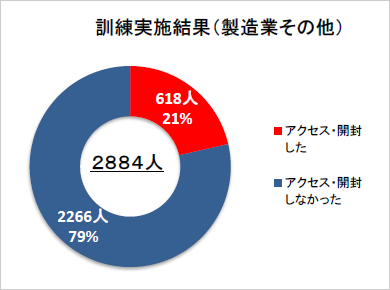 訓練実施結果（製造業その他）
618人
21%
2884人
2266人
79%
アクセス・開封
した
アクセス・開封
しなかった